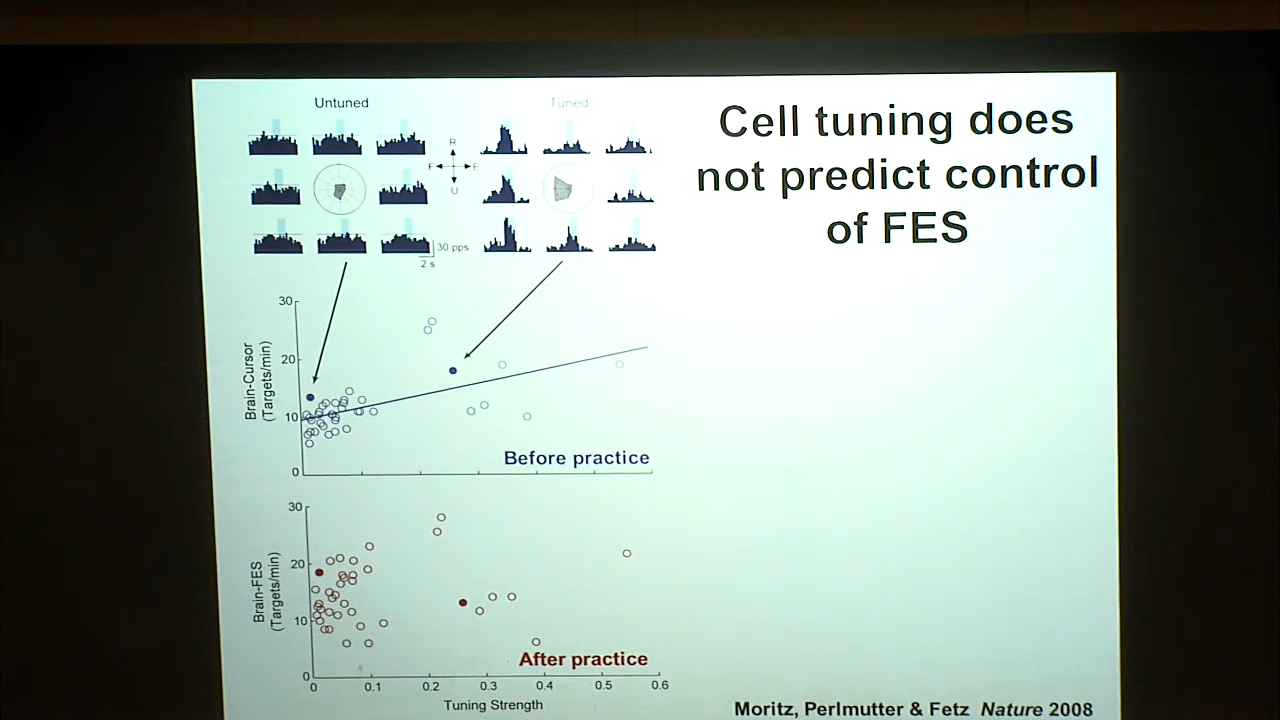 Untuned
Tuned
Cell tuning does
not predict control
of FES
R
F
E
U
30 pps
2 s
30
20
10
0
Brain-Cursor
(Targets/min)
Before practice
30
20
10
0
Brain-FES
(Targets/min)
After practice
0 0.1 0.2 0.3 0.4 0.5 0.6
Tuning Strength
Moritz, Perlmutter & Fetz Nature 2008